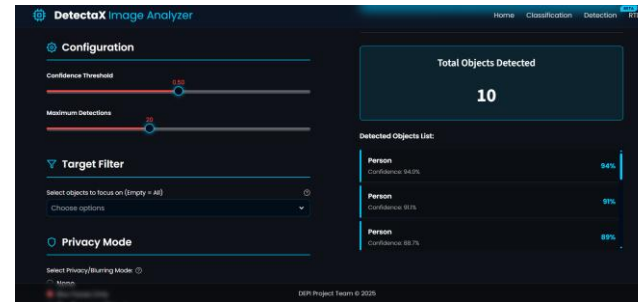 DetectaX Image Analyzer
Home Classification Detection
BETA
Configuration
Confidence Threshold
0.50
Maximum Detections
20
Target Filter
Select objects to focus on (Empty = All)
Choose options
Privacy Mode
Select Privacy/Blurring Mode:
None
Total Objects Detected
10
Detected Objects List:
Person
Confidence: 94.5%
94%
Person
Confidence: 91.1%
91%
Person
Confidence: 88.7%
89%
DEPI Project Team © 2025